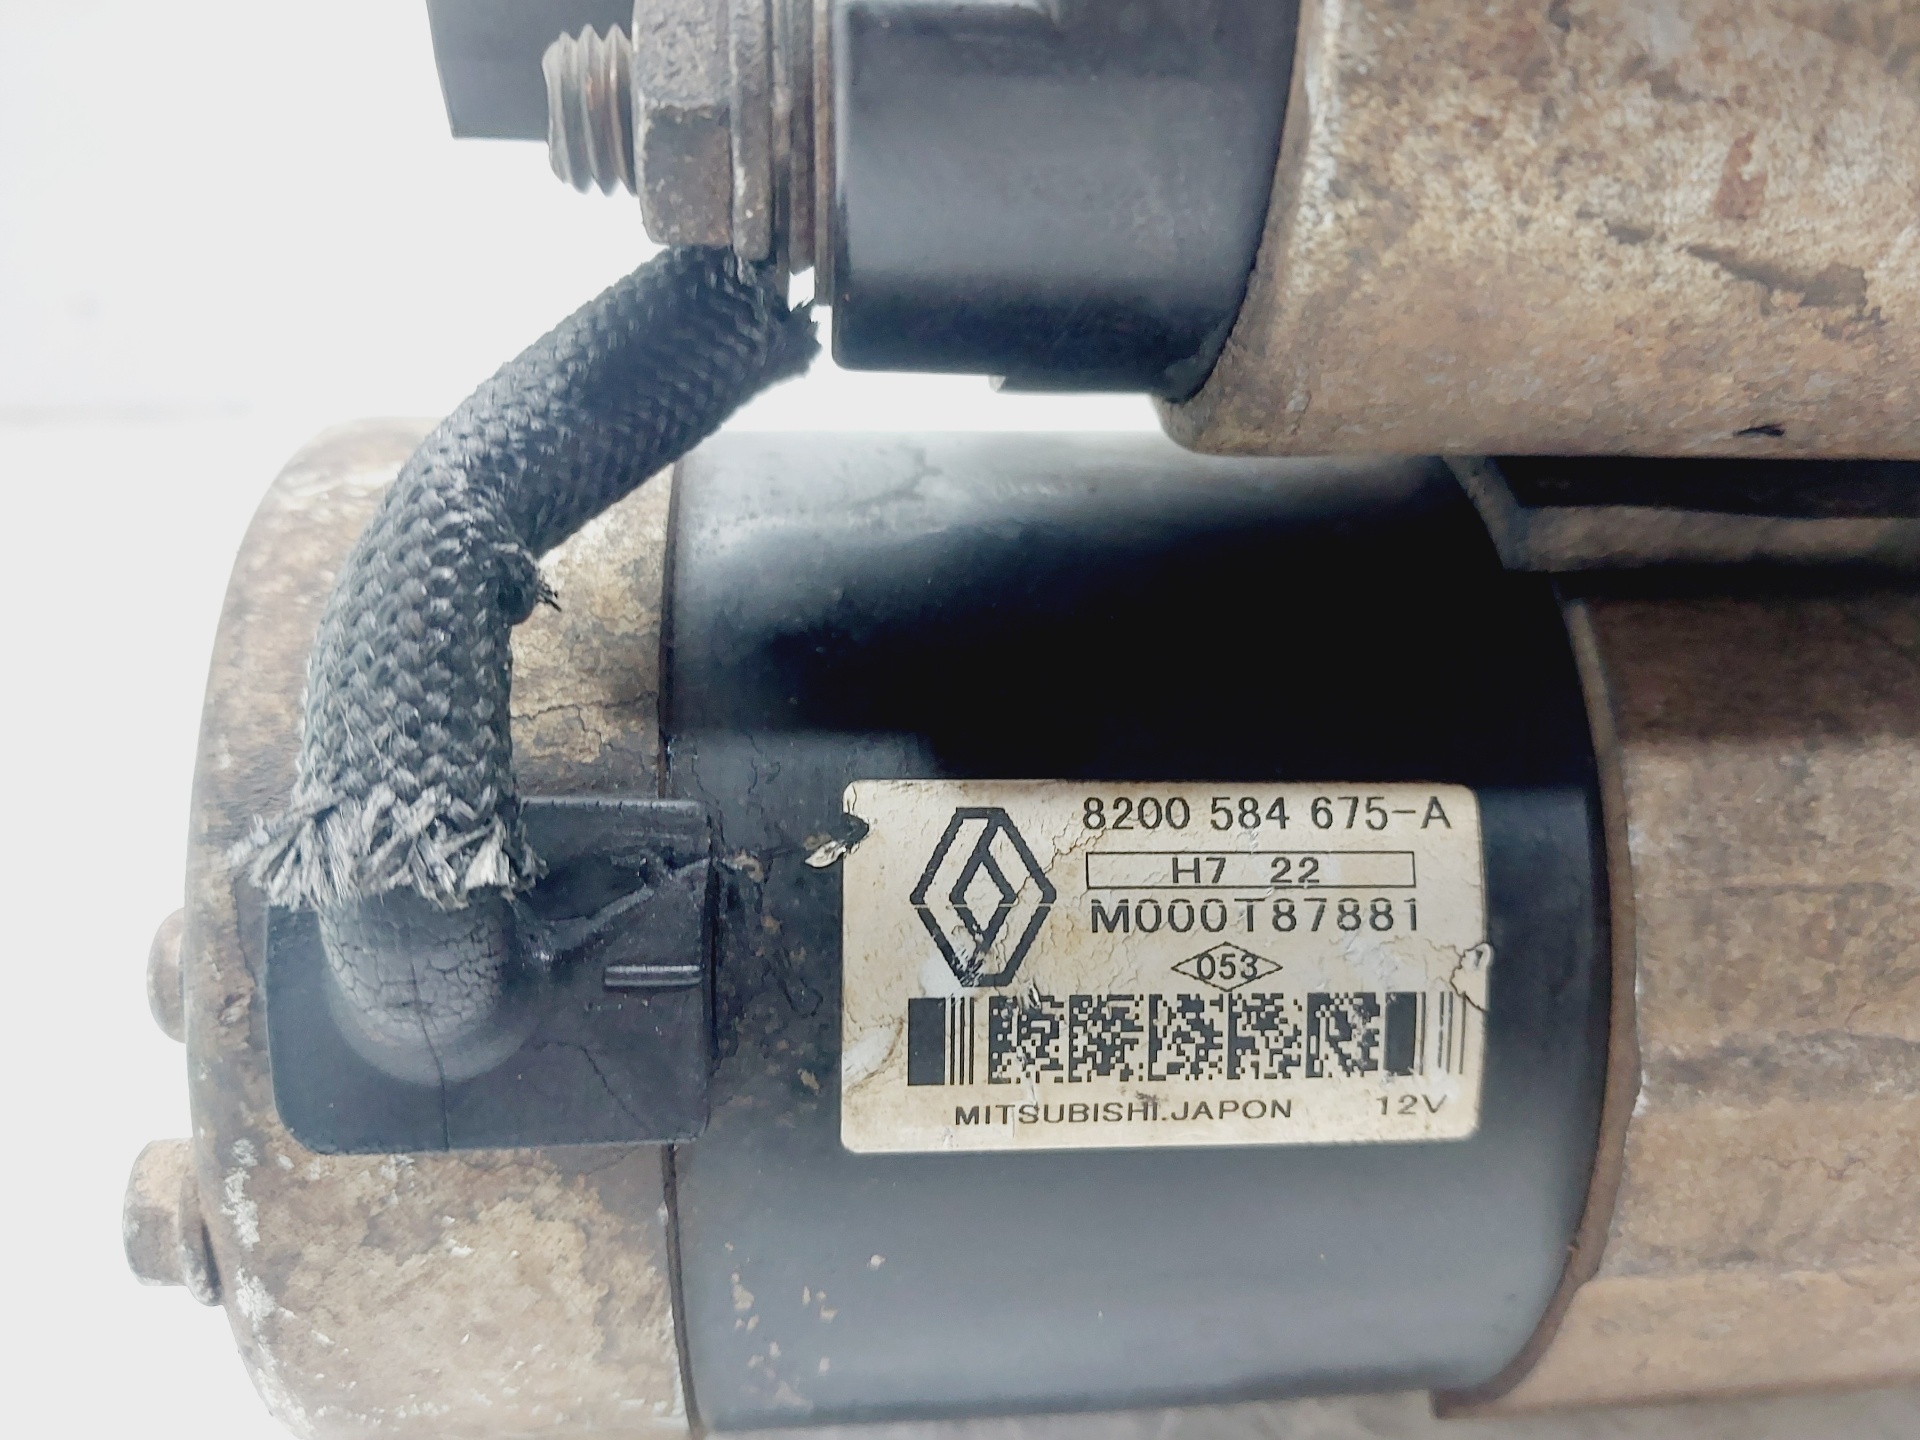 8200 584 675-A
H7 22
M000T87881
053
MITSUBISHI.JAPON 12V